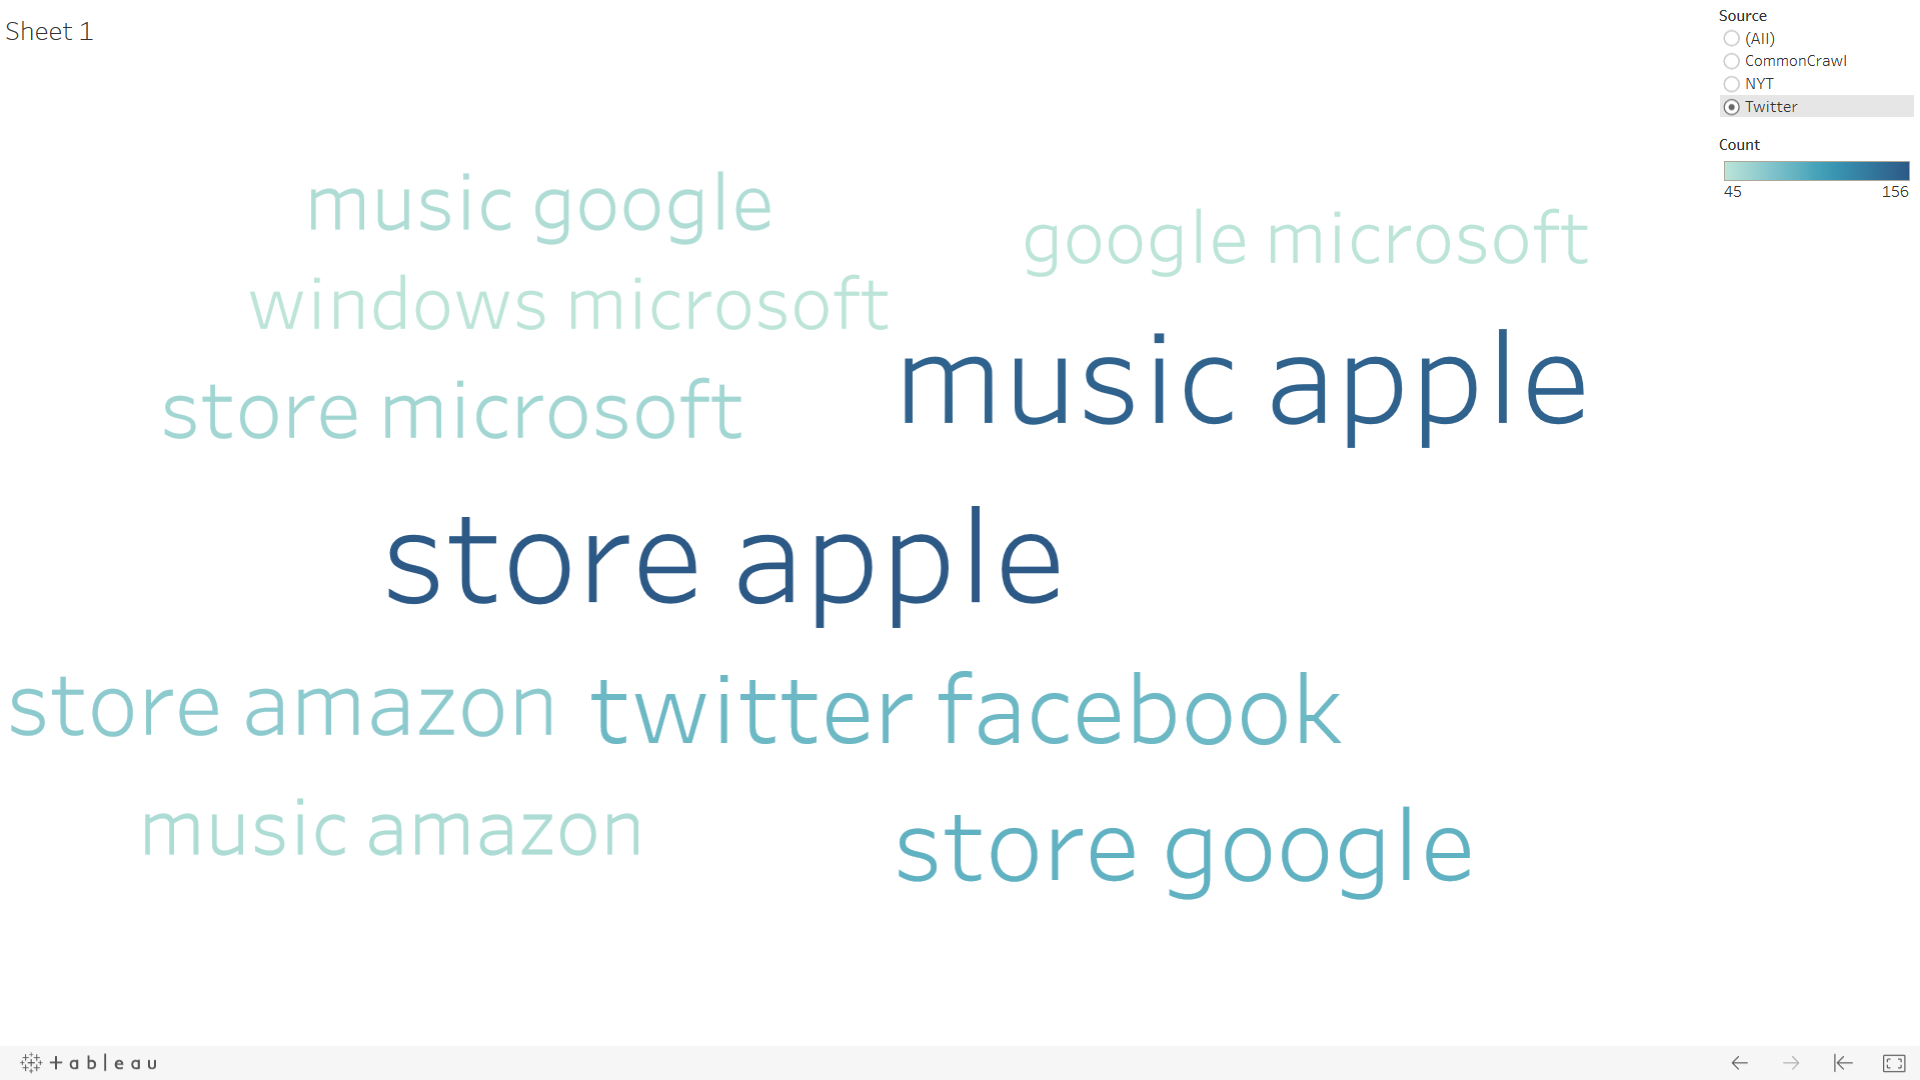 Sheet 1
Source
(All)
CommonCrawl
NYT
Twitter
Count
45 156
music google
google microsoft
windows microsoft
music apple
store microsoft
store apple
store amazon
twitter facebook
music amazon
store google
+ableau